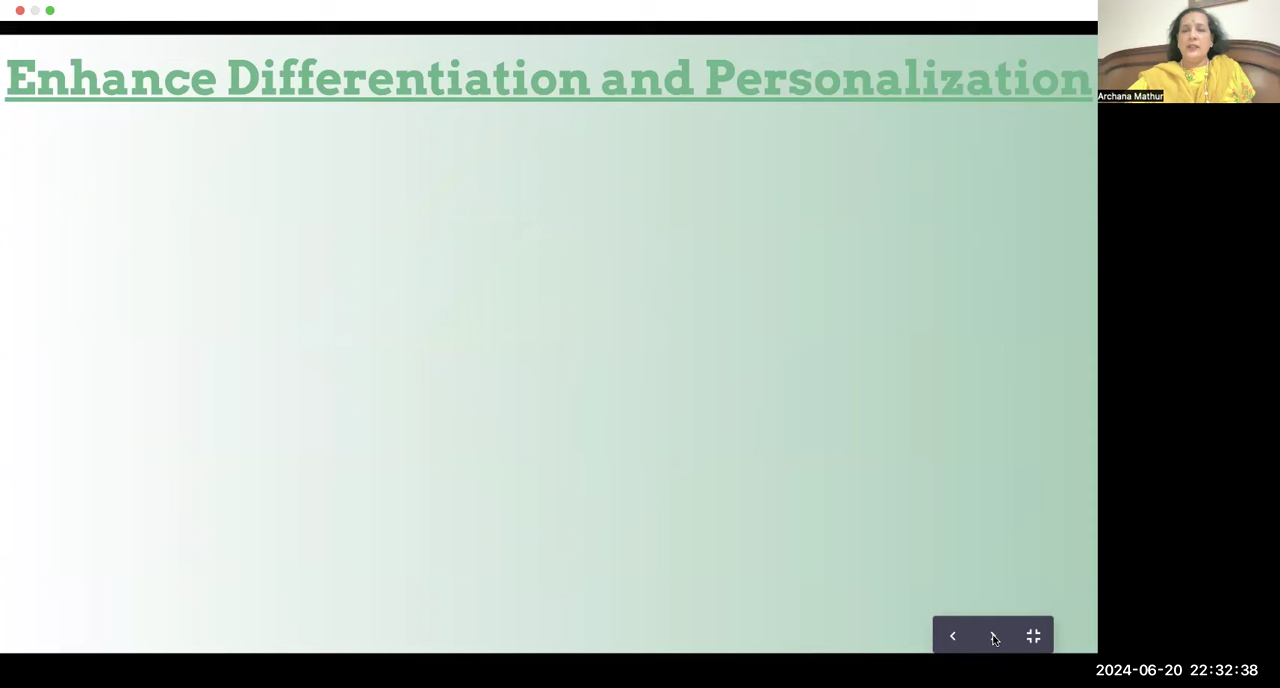 Enhance Differentiation and Personalization
Archana Mathur
2024-06-20 22:32:38